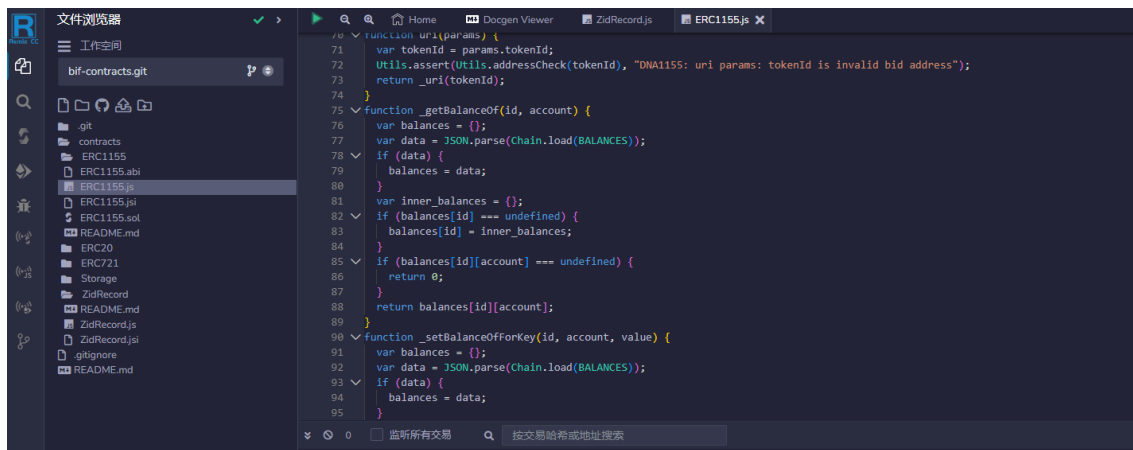 Remix CC
文件浏览器
工作空间
bif-contracts.git
.git
contracts
ERC1155
ERC1155.abi
ERC1155.js
ERC1155.jsi
ERC1155.sol
README.md
ERC20
ERC721
Storage
ZidRecord
README.md
ZidRecord.js
ZidRecord.jsi
.gitignore
README.md
Home Docgen Viewer ZidRecord.js ERC1155.js
70 function uri(params) {
71 var tokenId = params.tokenId;
72 Utils.assert(Utils.addressCheck(tokenId), "DNA1155: uri params: tokenId is invalid bid address");
73 return _uri(tokenId);
74 }
75 function _getBalanceOf(id, account) {
76 var balances = {};
77 var data = JSON.parse(Chain.load(BALANCES));
78 if (data) {
79 balances = data;
80 }
81 var inner_balances = {};
82 if (balances[id] === undefined) {
83 balances[id] = inner_balances;
84 }
85 if (balances[id][account] === undefined) {
86 return 0;
87 }
88 return balances[id][account];
89 }
90 function _setBalanceOfForKey(id, account, value) {
91 var balances = {};
92 var data = JSON.parse(Chain.load(BALANCES));
93 if (data) {
94 balances = data;
95 }
0 监听所有交易 按交易哈希或地址搜索